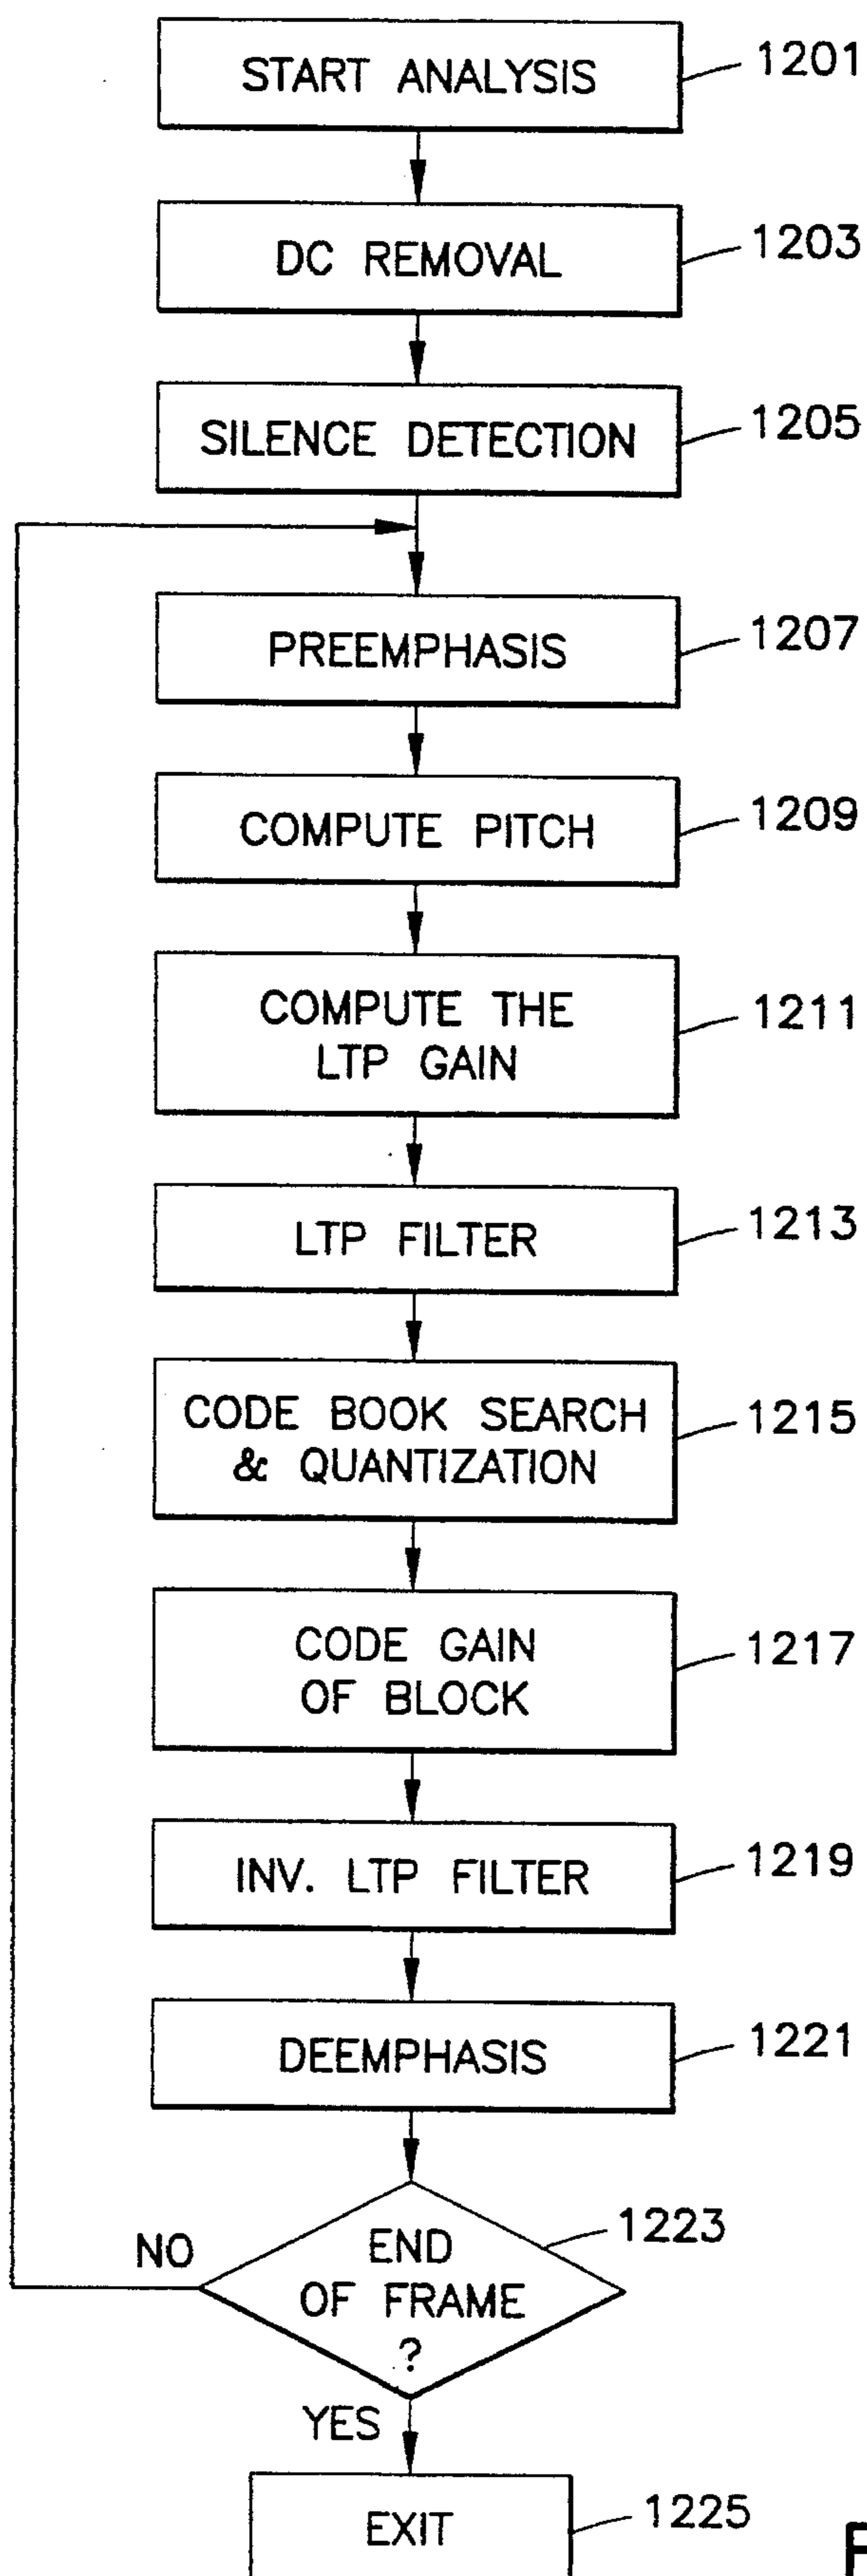 START ANALYSIS
1201
DC REMOVAL
1203
SILENCE DETECTION
1205
PREEMPHASIS
1207
COMPUTE PITCH
1209
COMPUTE THE
LTP GAIN
1211
LTP FILTER
1213
CODE BOOK SEARCH
& QUANTIZATION
1215
CODE GAIN
OF BLOCK
1217
INV. LTP FILTER
1219
DEEMPHASIS
1221
END
OF FRAME
?
1223
NO
YES
EXIT
1225